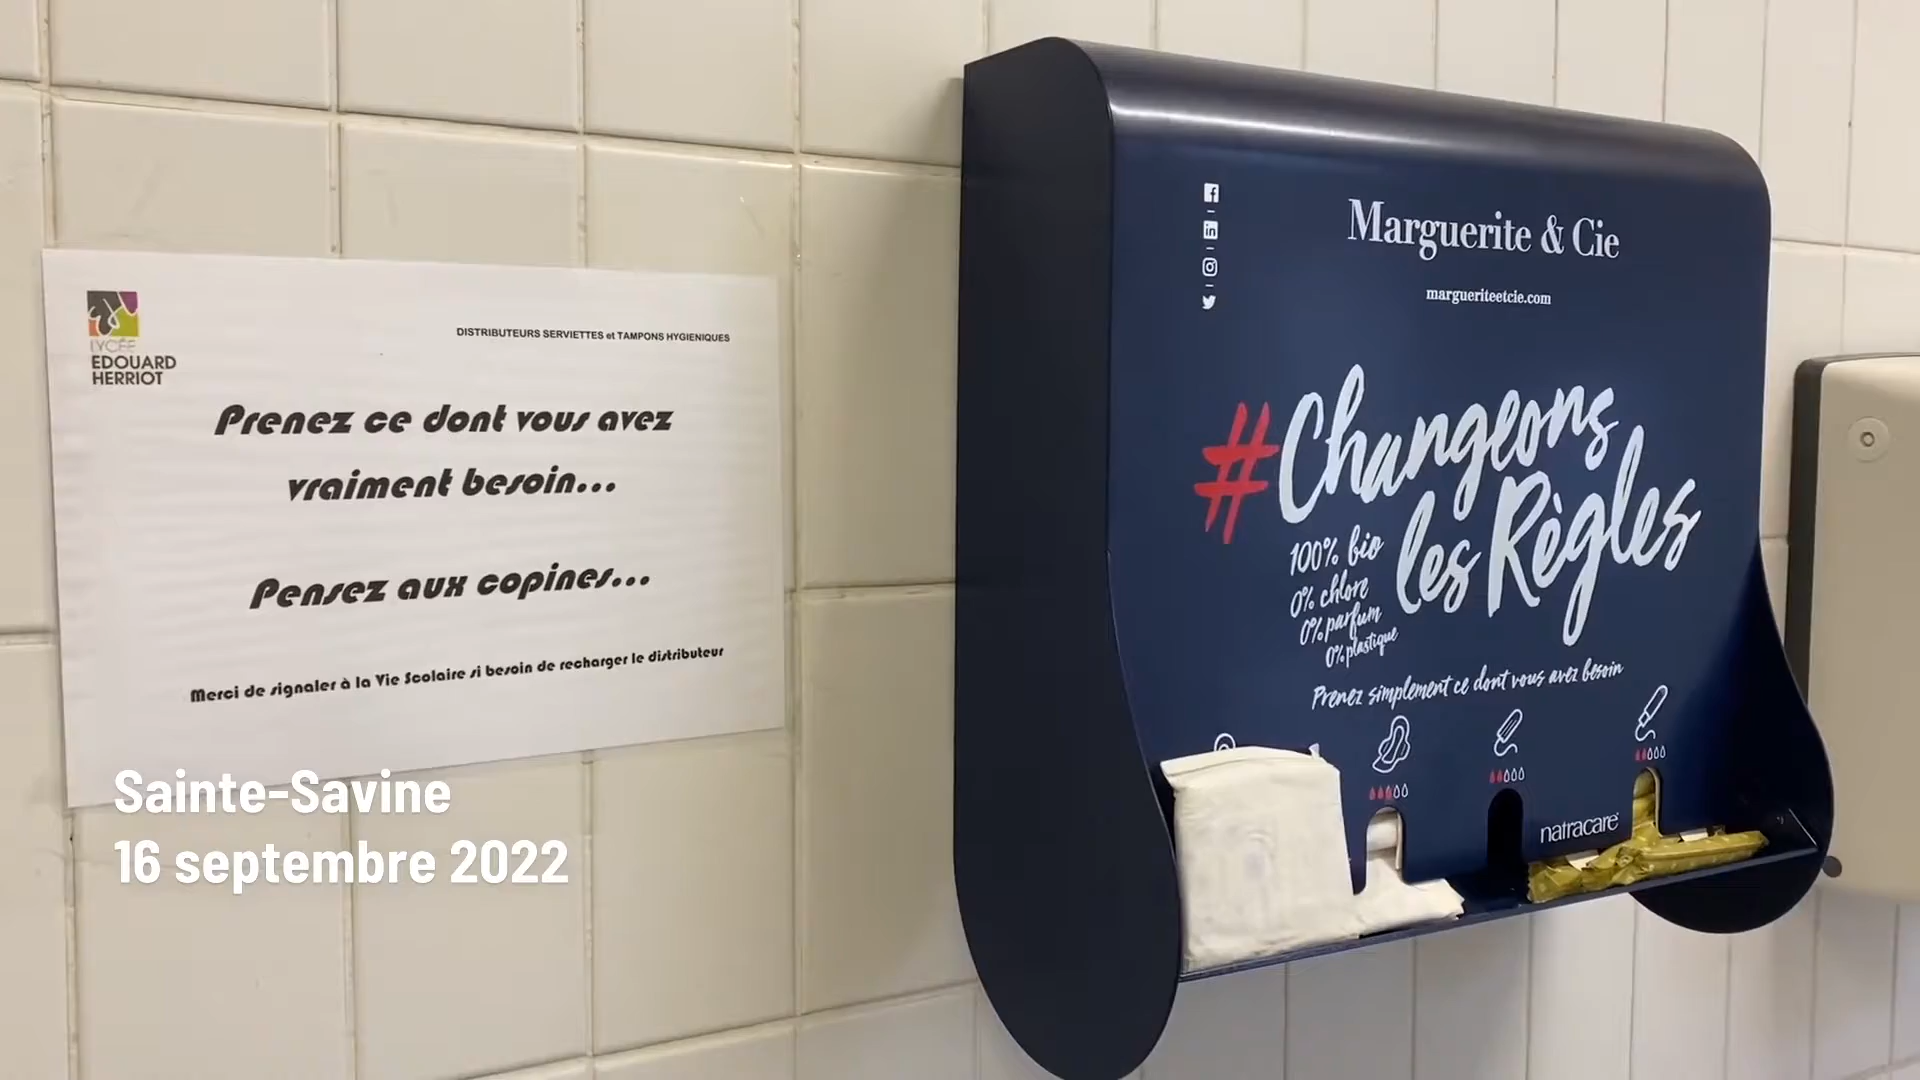 LYCÉE
EDOUARD
HERRIOT
DISTRIBUTEURS SERVIETTES et TAMPONS HYGIENIQUES
Prenez ce dont vous avez
vraiment besoin...
Pensez aux copines...
Merci de signaler à la Vie Scolaire si besoin de recharger le distributeur
Sainte-Savine
16 septembre 2022
Marguerite & Cie
margueriteetcie.com
#Changeons
les Règles
100% bio
0% chlore
0% parfum
0% plastique
Prenez simplement ce dont vous avez besoin
natracare